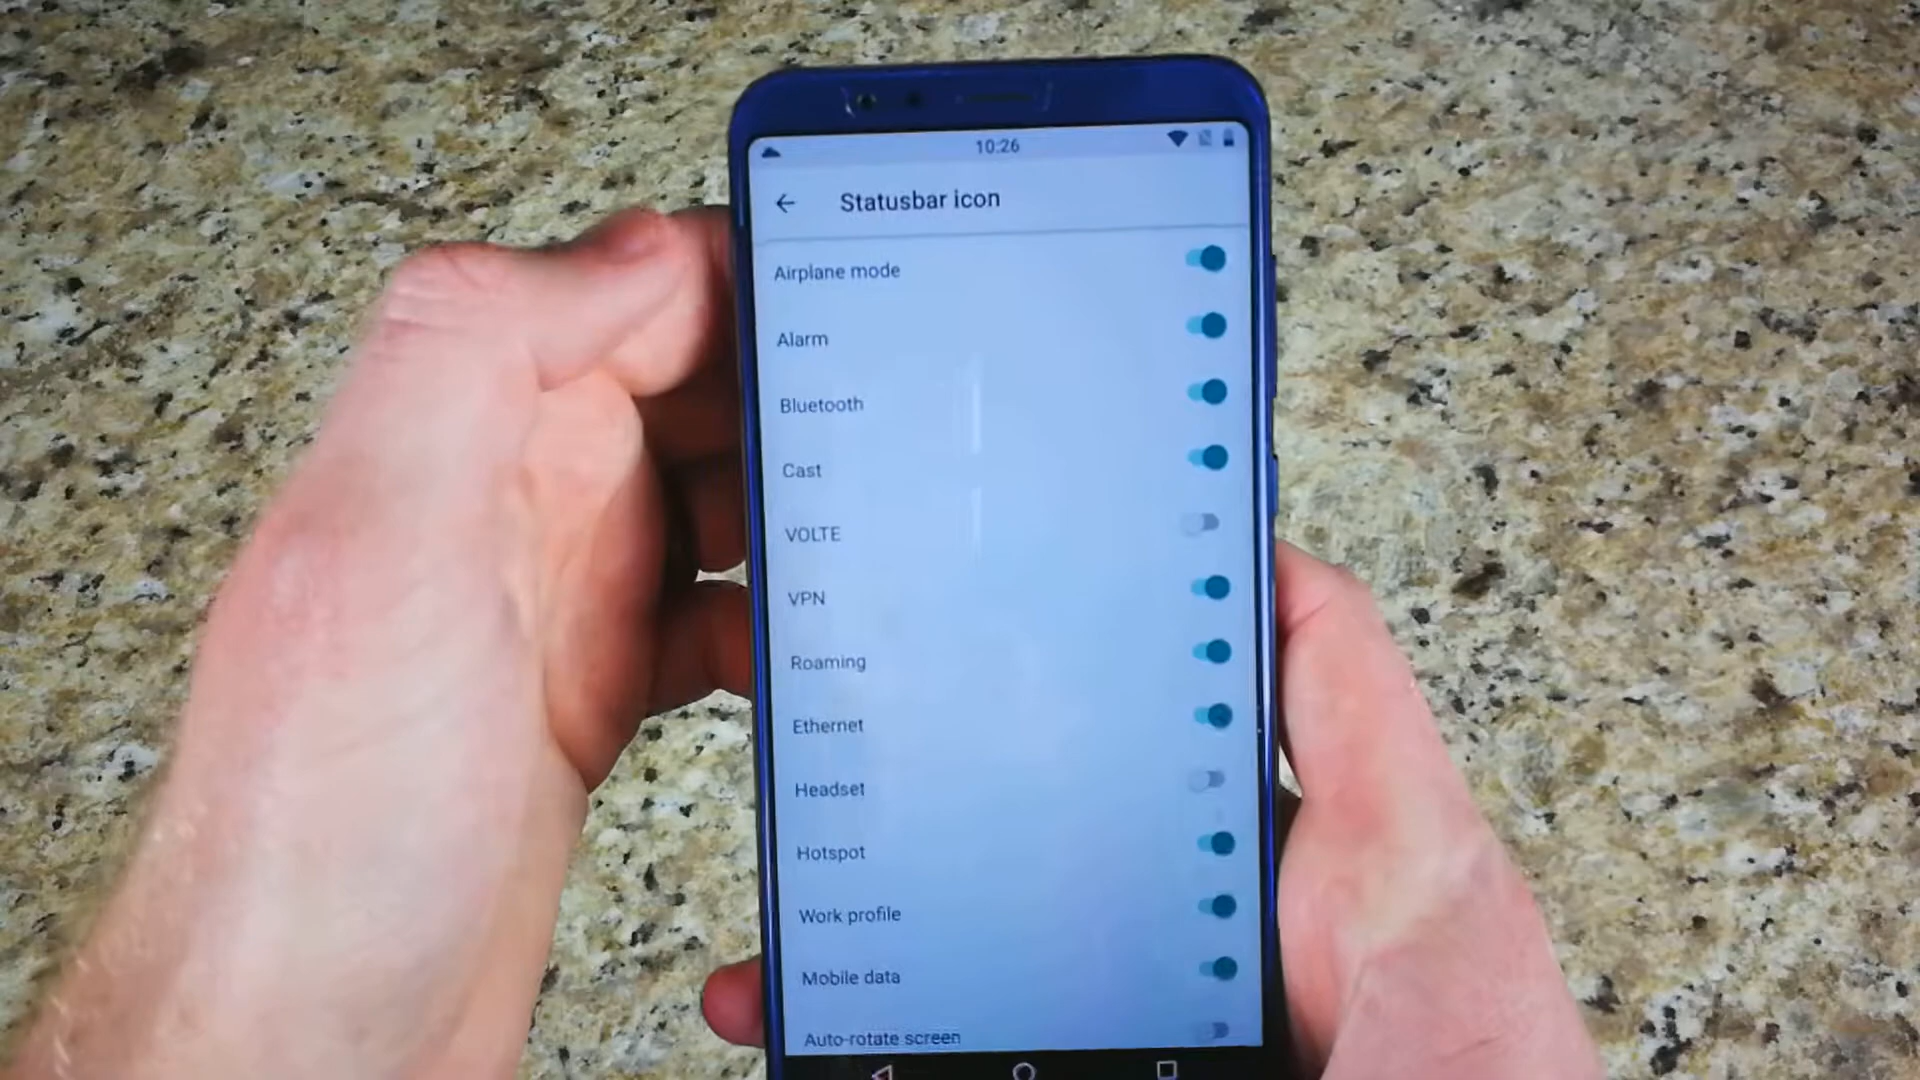 10:26
Statusbar icon
Airplane mode
Alarm
Bluetooth
Cast
VOLTE
VPN
Roaming
Ethernet
Headset
Hotspot
Work profile
Mobile data
Auto-rotate screen